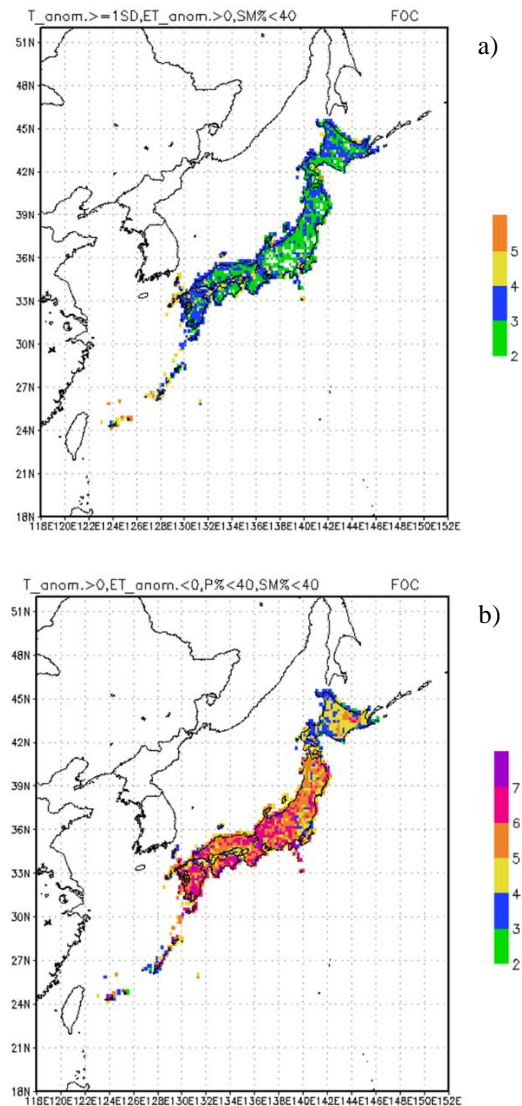 T_anom.>=1SD,ET_anom.>0,SM%<40 FOC
a)
51N
48N
45N
42N
39N
36N
33N
30N
27N
24N
21N
18N
118E120E122E124E126E128E130E132E134E136E138E140E142E144E146E148E150E152E
5
4
3
2
T_anom.>0,ET_anom.<0,P%<40,SM%<40 FOC
b)
51N
48N
45N
42N
39N
36N
33N
30N
27N
24N
21N
18N
118E120E122E124E126E128E130E132E134E136E138E140E142E144E146E148E150E152E
7
6
5
4
3
2